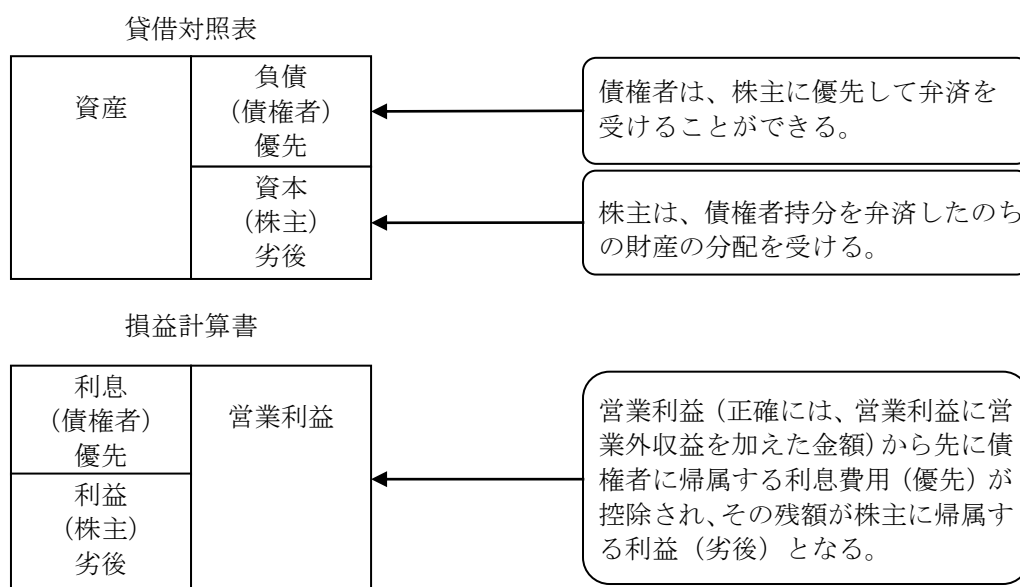 貸借対照表
資産
負債
(債権者)
優先
債権者は、株主に優先して弁済を
受けることができる。
資本
(株主)
劣後
株主は、債権者持分を弁済したのち
の財産の分配を受ける。
損益計算書
利息
(債権者)
優先
営業利益
利益
(株主)
劣後
営業利益（正確には、営業利益に営
業外収益を加えた金額）から先に債
権者に帰属する利息費用（優先）が
控除され、その残額が株主に帰属す
る利益（劣後）となる。